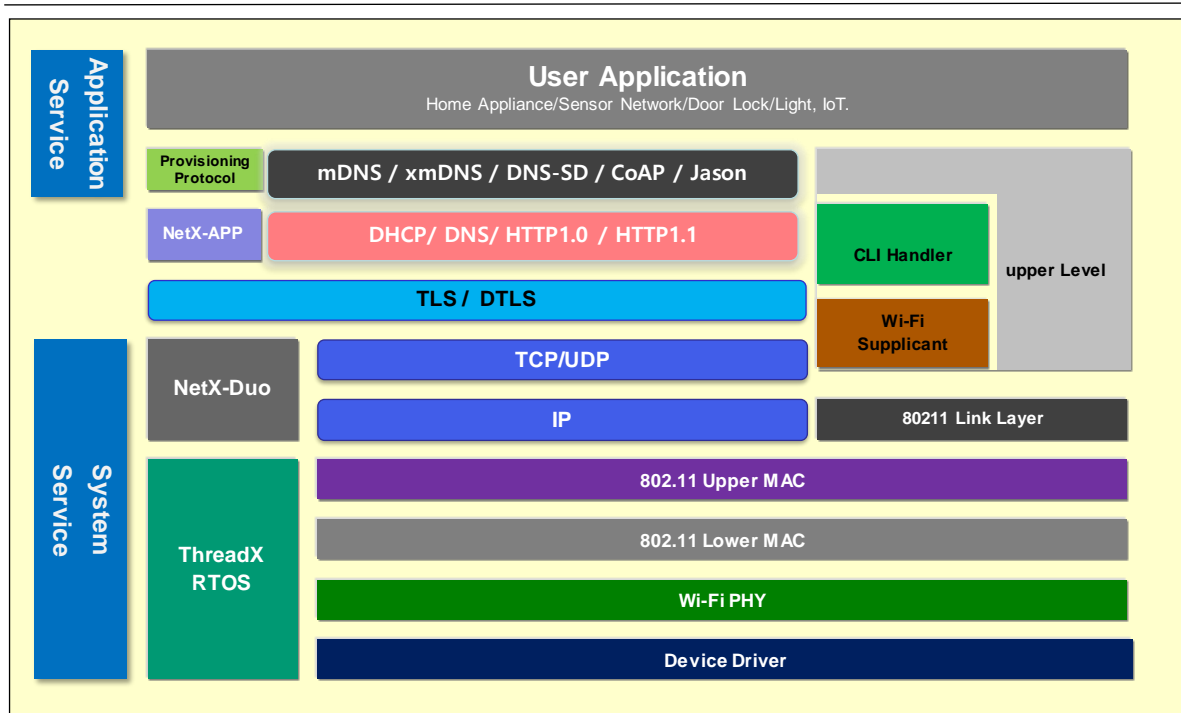 Application
Service
User Application
Home Appliance/Sensor Network/Door Lock/Light, IoT.
Provisioning
Protocol
mDNS / xmDNS / DNS-SD / CoAP / Jason
NetX-APP
DHCP/ DNS/ HTTP1.0 / HTTP1.1
CLI Handler
upper Level
TLS / DTLS
Wi-Fi
Supplicant
System
Service
NetX-Duo
TCP/UDP
IP
80211 Link Layer
ThreadX
RTOS
802.11 Upper MAC
802.11 Lower MAC
Wi-Fi PHY
Device Driver